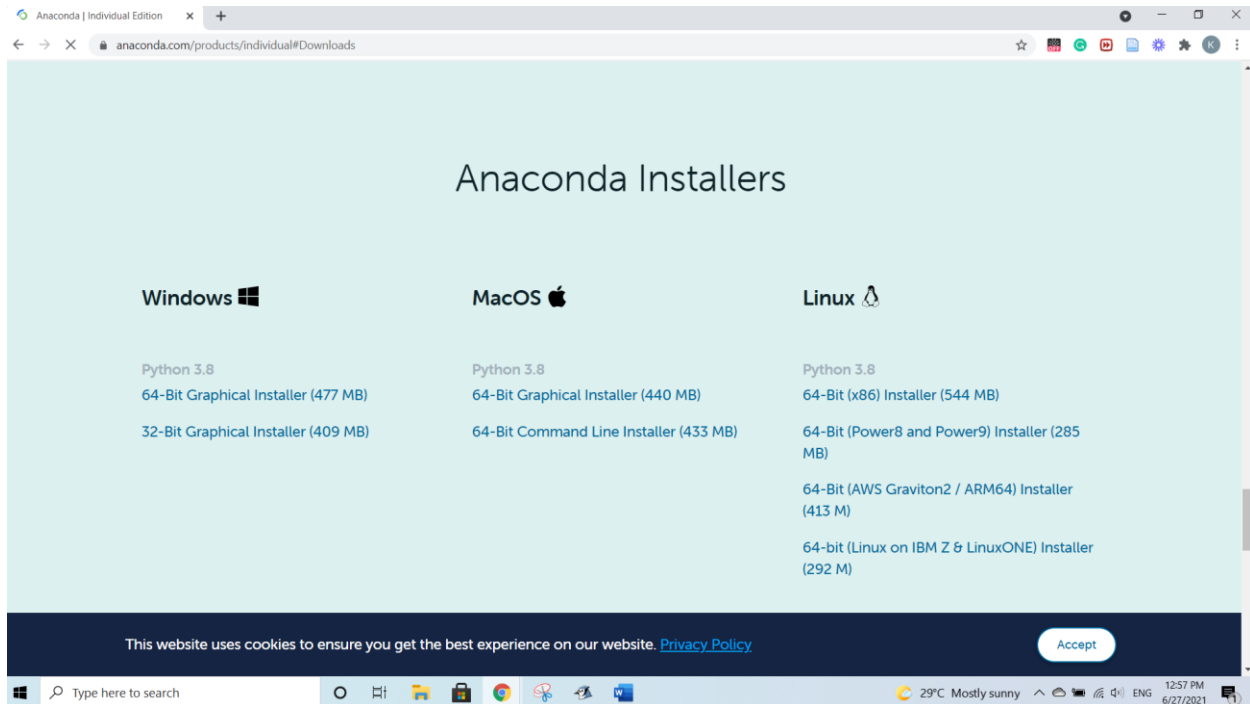 Anaconda | Individual Edition
anaconda.com/products/individual#Downloads
K
Anaconda Installers
Windows
MacOS
Linux
Python 3.8
64-Bit Graphical Installer (477 MB)
32-Bit Graphical Installer (409 MB)
Python 3.8
64-Bit Graphical Installer (440 MB)
64-Bit Command Line Installer (433 MB)
Python 3.8
64-Bit (x86) Installer (544 MB)
64-Bit (Power8 and Power9) Installer (285
MB)
64-Bit (AWS Graviton2 / ARM64) Installer
(413 M)
64-bit (Linux on IBM Z & LinuxONE) Installer
(292 M)
This website uses cookies to ensure you get the best experience on our website. Privacy Policy
Accept
Type here to search
29°C Mostly sunny
ENG
12:57 PM
6/27/2021